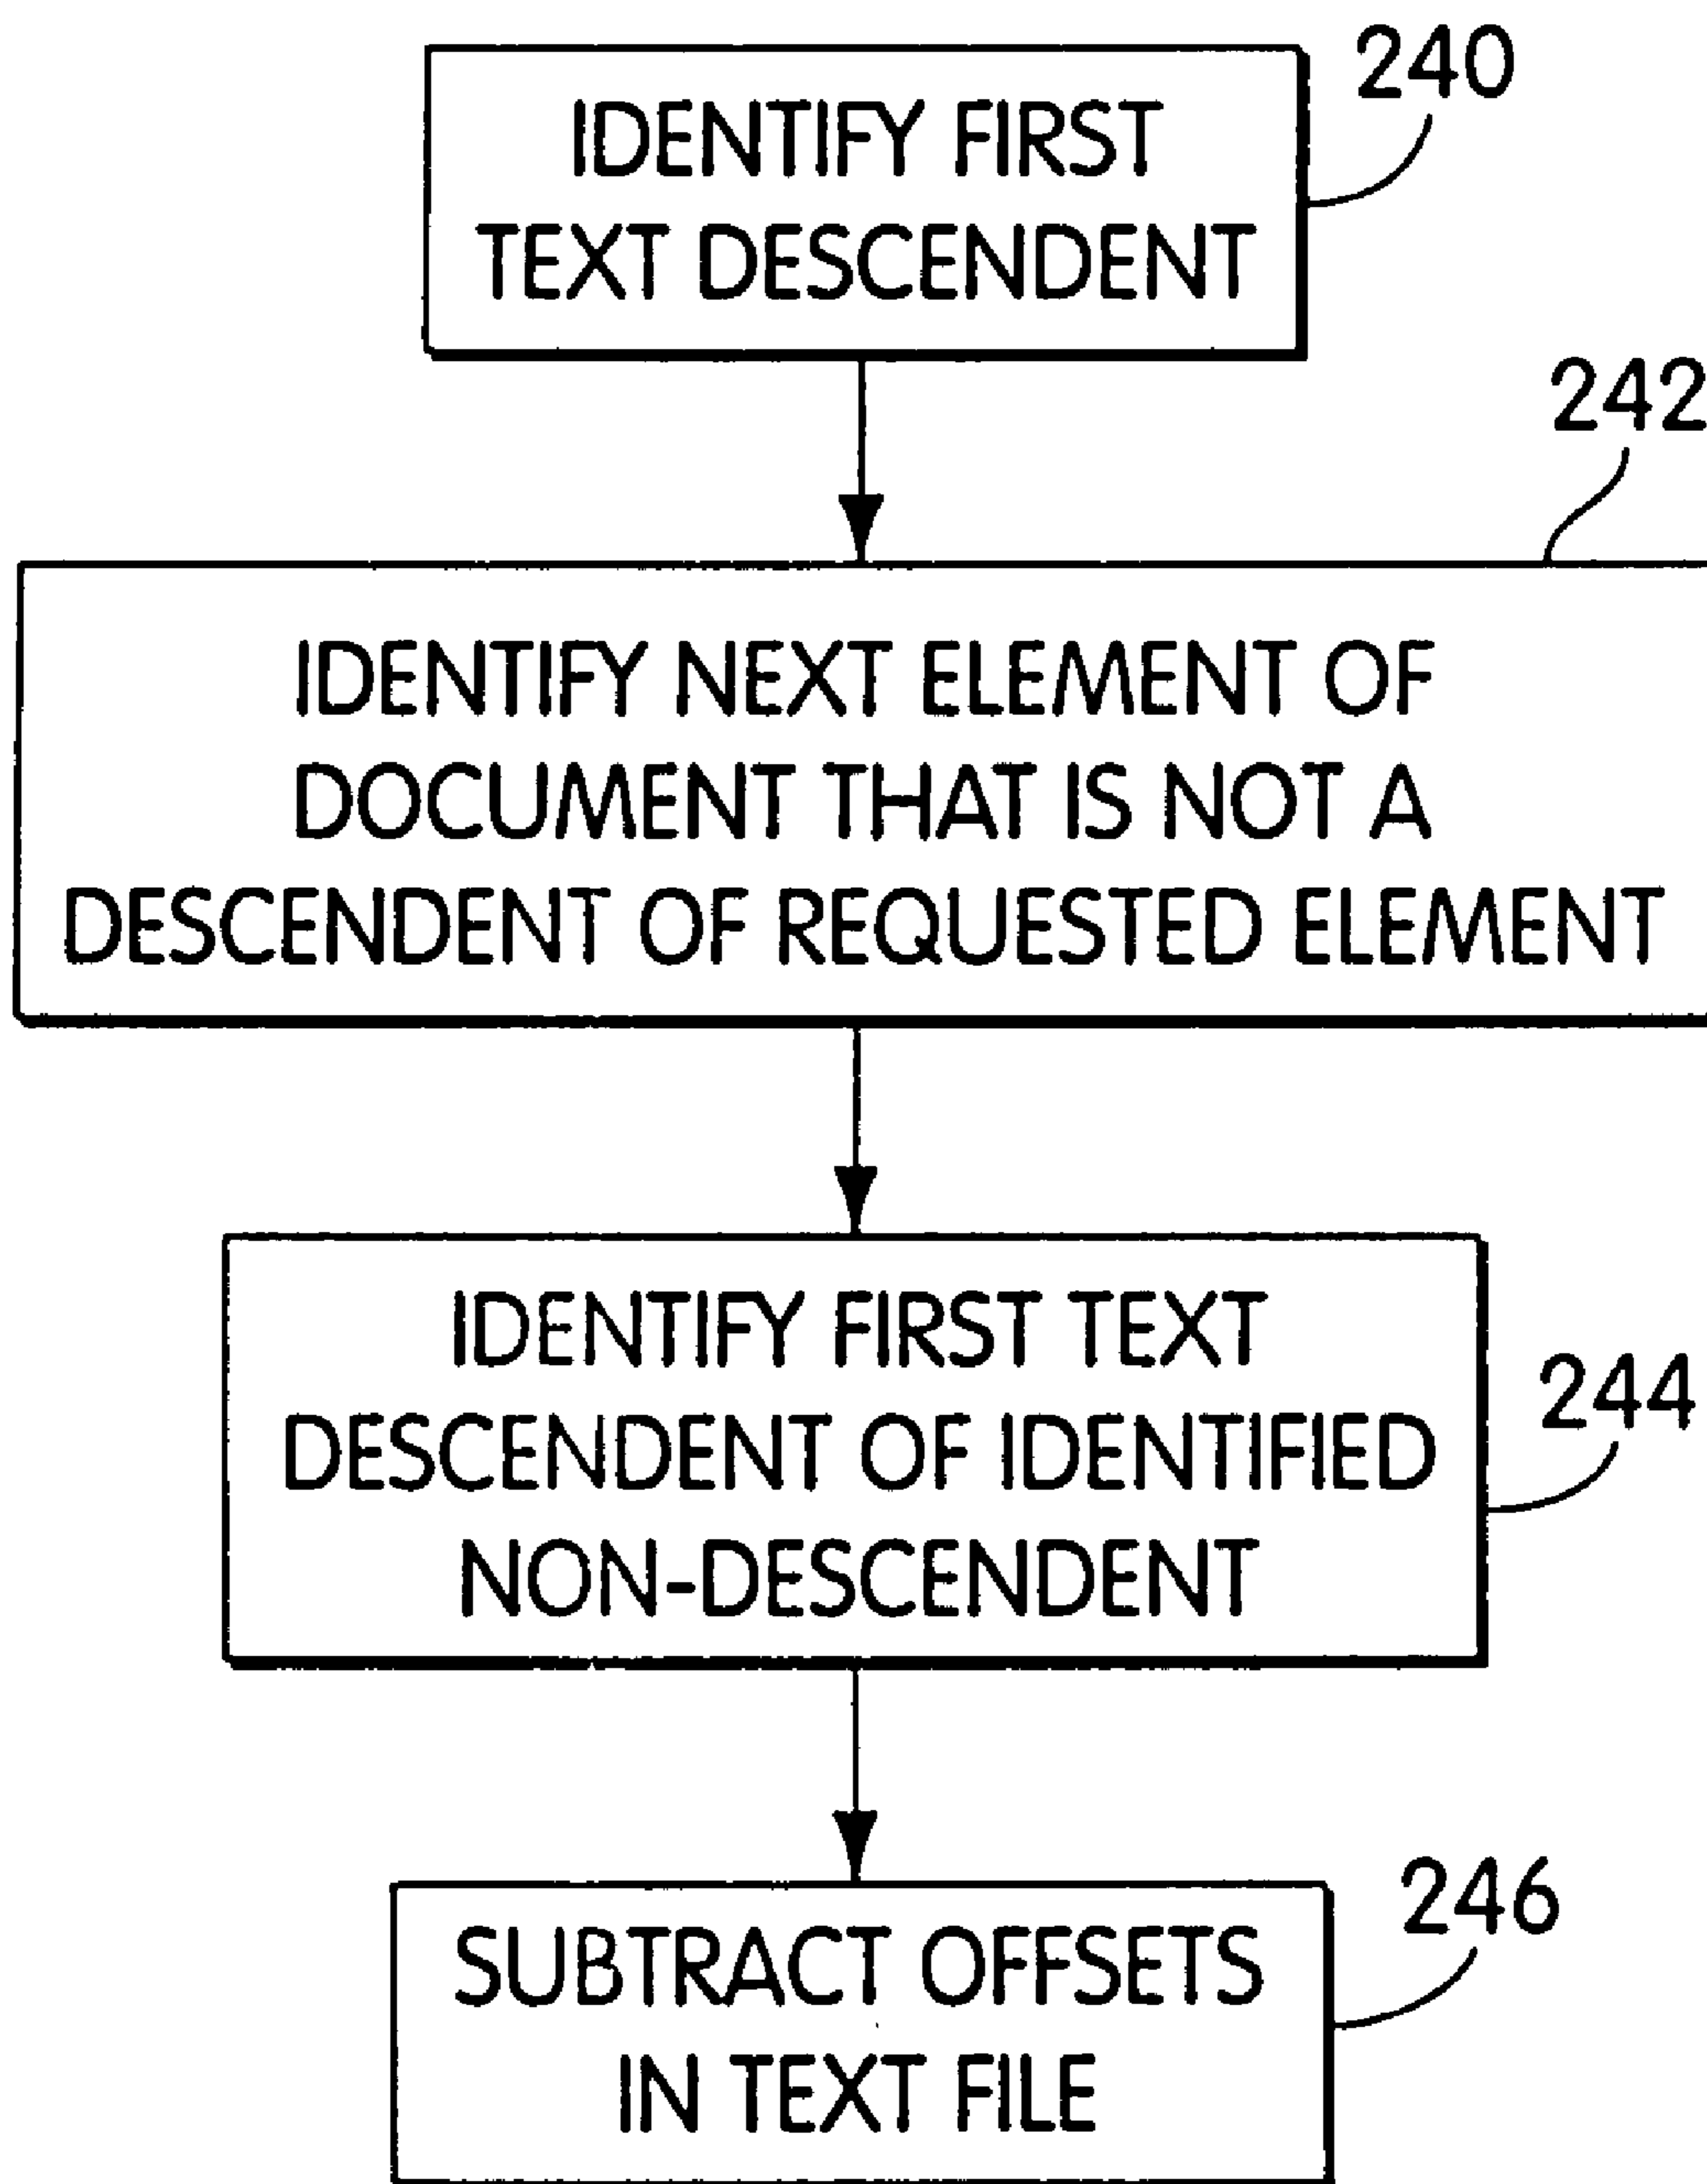 240
IDENTIFY FIRST
TEXT DESCENDENT
242
IDENTIFY NEXT ELEMENT OF
DOCUMENT THAT IS NOT A
DESCENDENT OF REQUESTED ELEMENT
IDENTIFY FIRST TEXT
DESCENDENT OF IDENTIFIED
NON-DESCENDENT
244
SUBTRACT OFFSETS
IN TEXT FILE
246